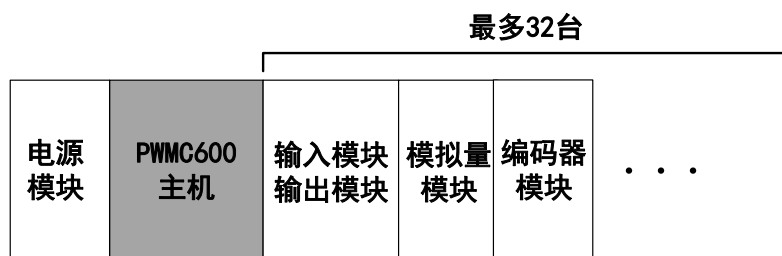 最多32台
电源
模块
PWMC600
主机
输入模块
输出模块
模拟量
模块
编码器
模块
· · ·